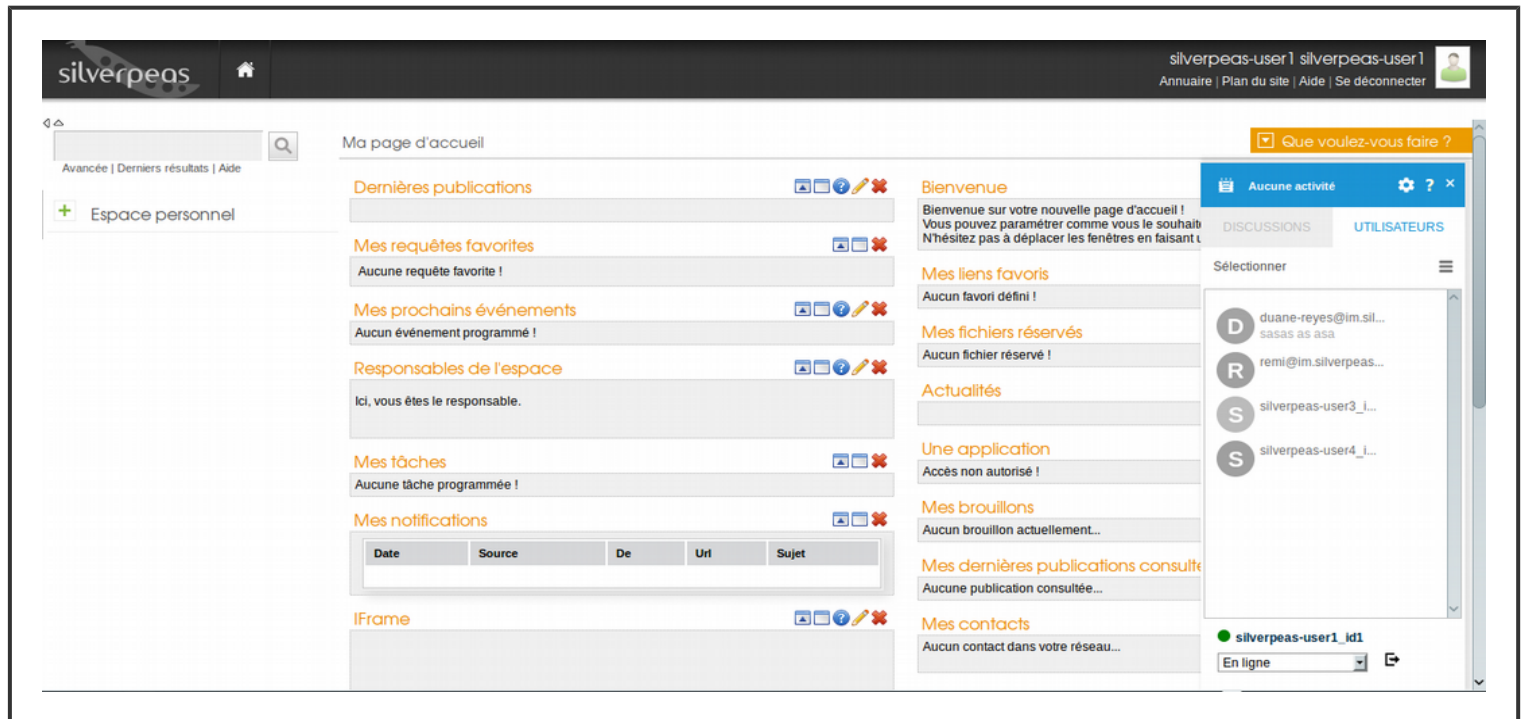 silverpeas
silverpeas-user1 silverpeas-user1
Annuaire | Plan du site | Aide | Se déconnecter
Avancée | Derniers résultats | Aide
Espace personnel
Ma page d'accueil
Que voulez-vous faire ?
Dernières publications
Mes requêtes favorites
Aucune requête favorite !
Mes prochains événements
Aucun événement programmé !
Responsables de l'espace
Ici, vous êtes le responsable.
Mes tâches
Aucune tâche programmée !
Mes notifications
Date Source De Url Sujet
IFrame
Bienvenue
Bienvenue sur votre nouvelle page d'accueil !
Vous pouvez paramétrer comme vous le souhait
N'hésitez pas à déplacer les fenêtres en faisant
Mes liens favoris
Aucun favori défini !
Mes fichiers réservés
Aucun fichier réservé !
Actualités
Une application
Accès non autorisé !
Mes brouillons
Aucun brouillon actuellement...
Mes dernières publications consulté
Aucune publication consultée...
Mes contacts
Aucun contact dans votre réseau...
Aucune activité
? ×
DISCUSSIONS UTILISATEURS
Sélectionner
D duane-reyes@im.sil...
sasas as asa
R remi@im.silverpeas...
S silverpeas-user3_i...
S silverpeas-user4_i...
silverpeas-user1_id1
En ligne